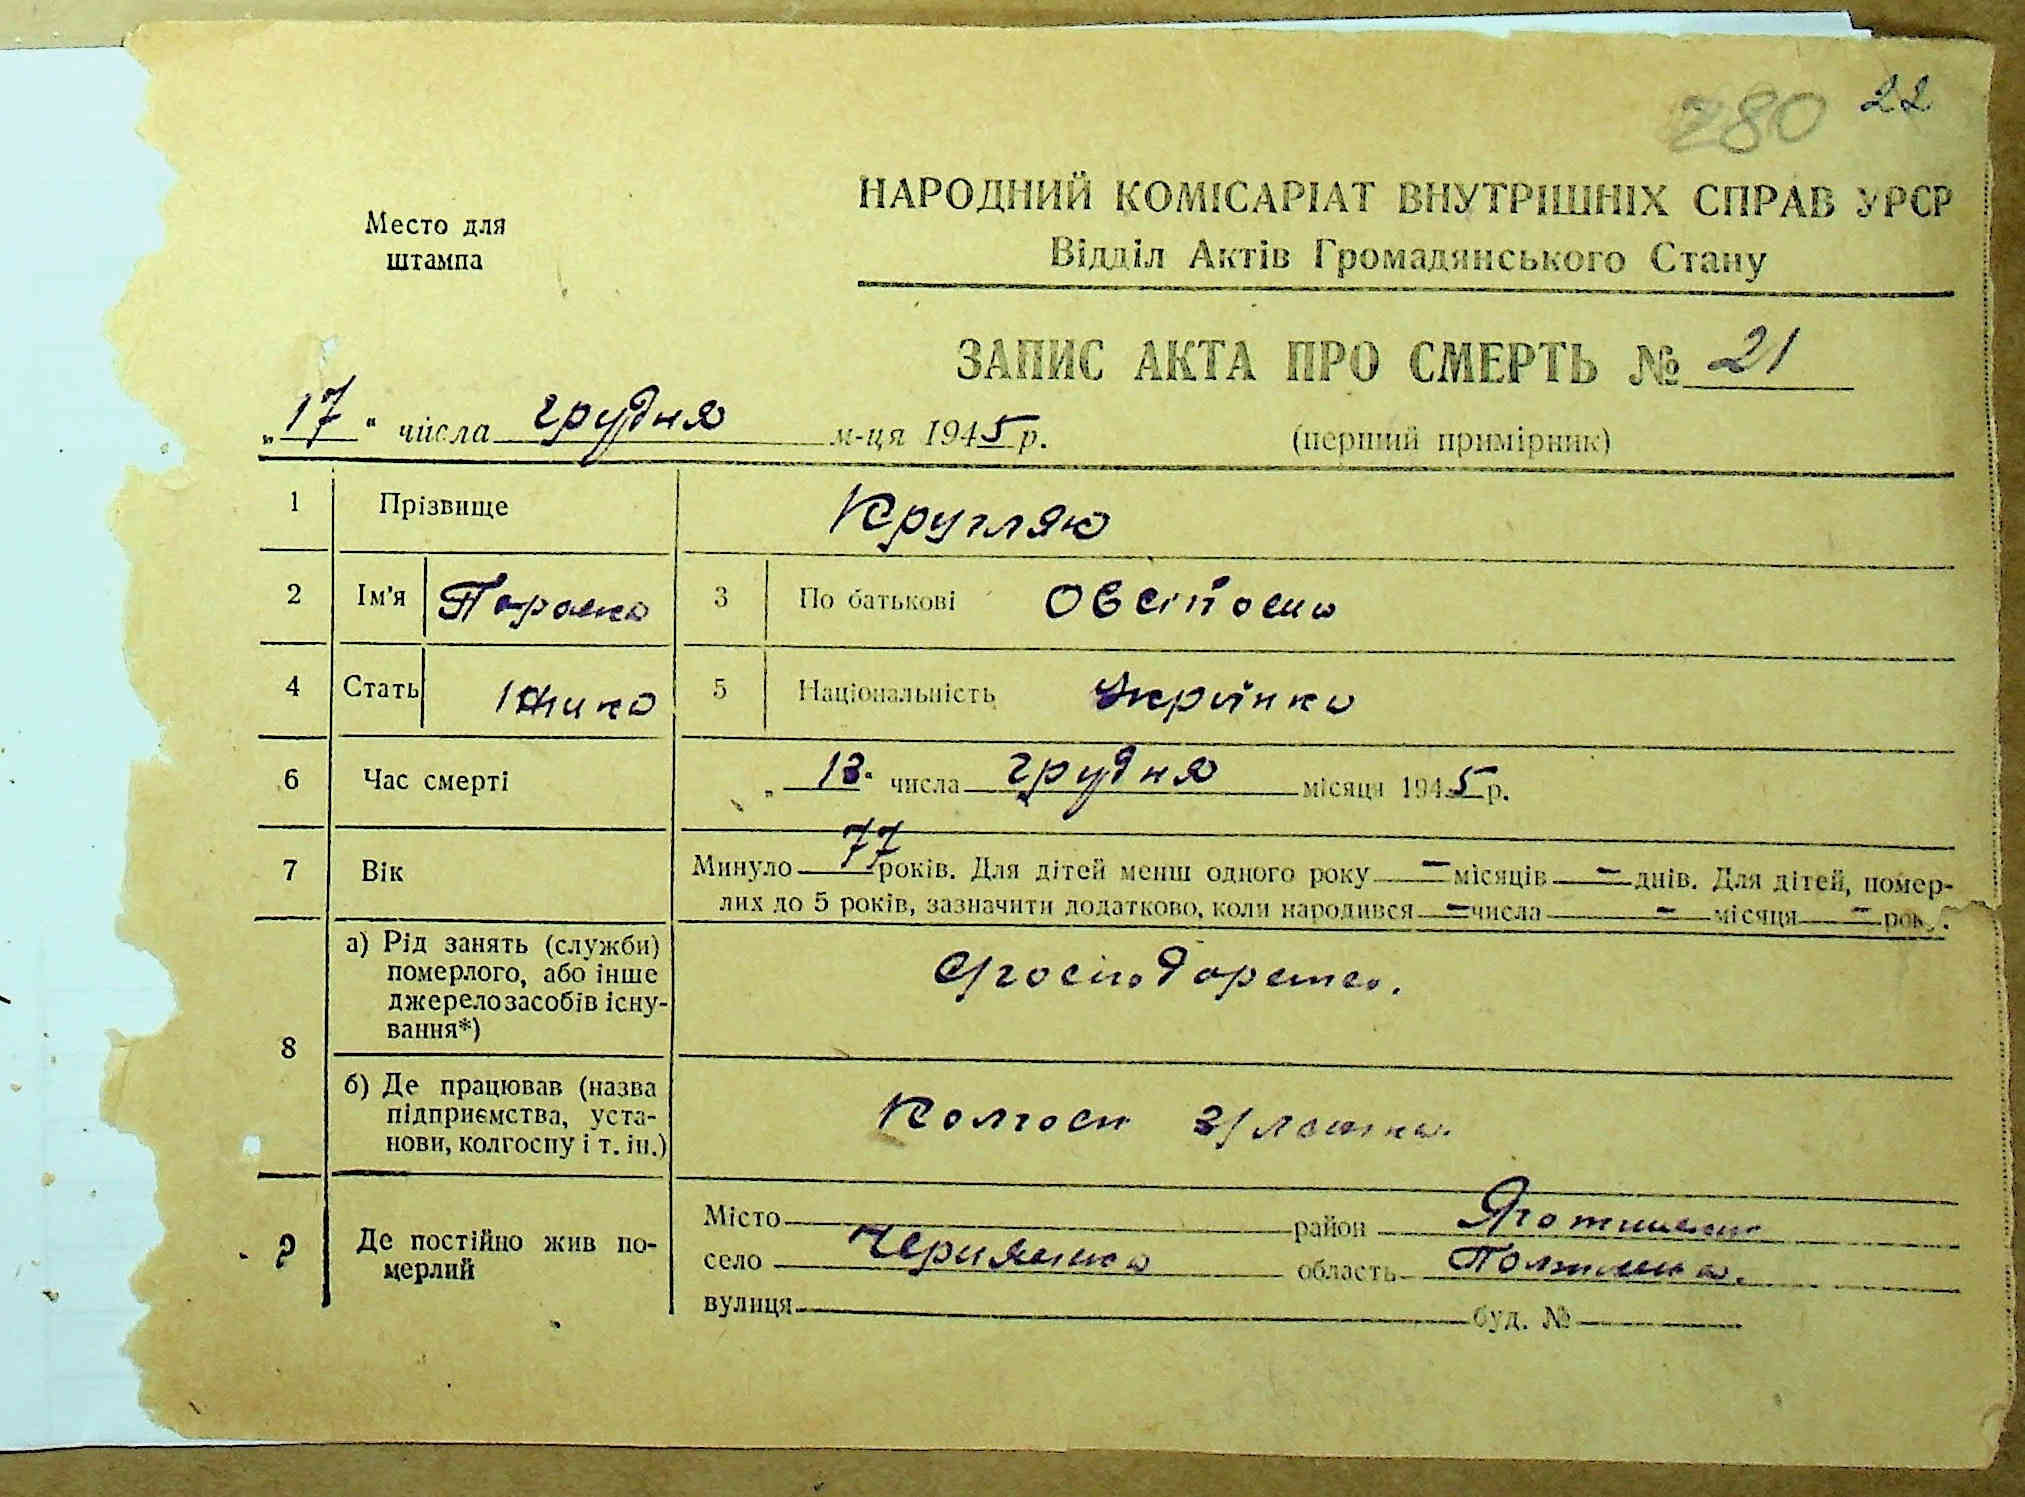 280 22
Место для
штампа
НАРОДНИЙ КОМІСАРІАТ ВНУТРІШНІХ СПРАВ УРСР
Відділ Актів Громадянського Стану
ЗАПИС АКТА ПРО СМЕРТЬ № 21
„17“ числа грудня м-ця 1945 р.
(перший примірник)
1 Прізвище Кругляк
2 Ім'я Параска 3 По батькові
4 Стать жінка 5 Національність Українка
6 Час смерті „13“ числа грудня місяця 1945 р.
7 Вік Минуло 77 років. Для дітей менш одного року — місяців — днів. Для дітей, помер-
лих до 5 років, зазначити додатково, коли народився — числа — місяця — року.
8 а) Рід занять (служби)
померлого, або інше
джерело засобів існу-
вання*)
б) Де працював (назва
підприємства, уста-
нови, колгоспу і т. ін.)
Колгосп
9 Де постійно жив по-
мерлий
Місто район Яготинськ
село область
вулиця буд. №